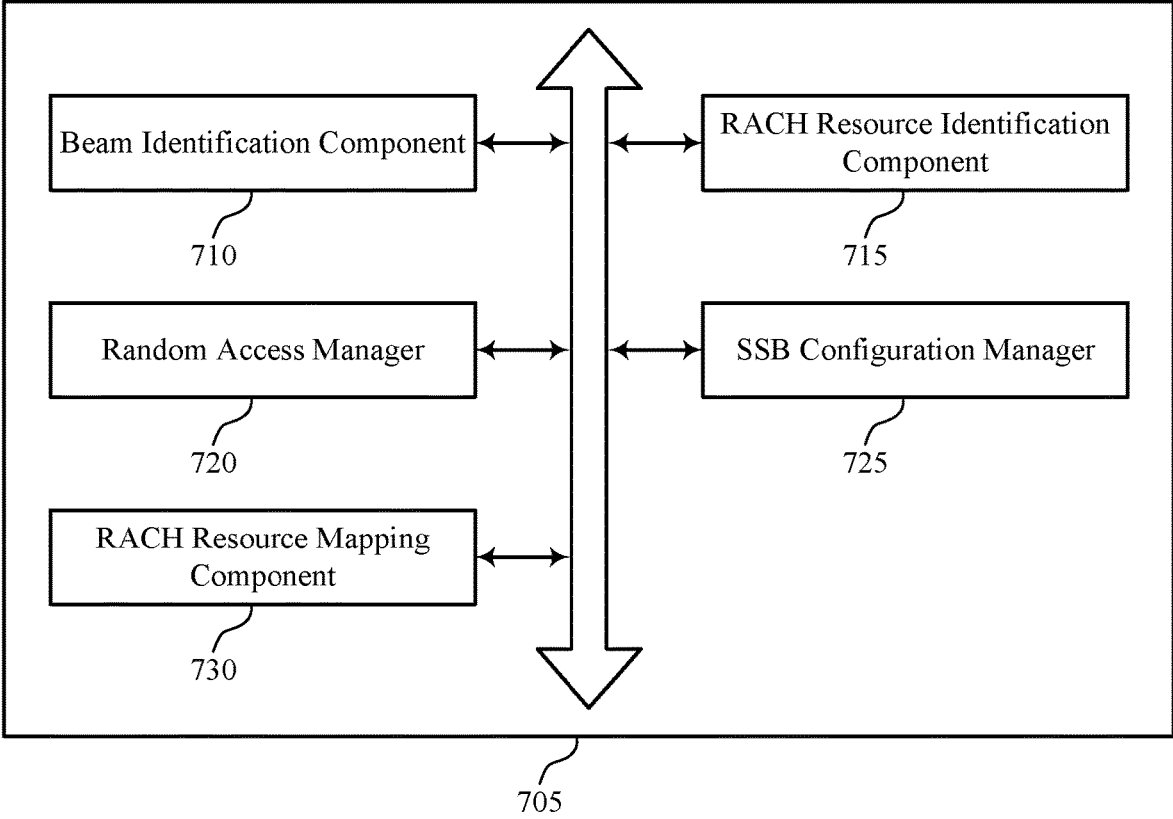 Beam Identification Component
710
RACH Resource Identification
Component
715
Random Access Manager
720
SSB Configuration Manager
725
RACH Resource Mapping
Component
730
705